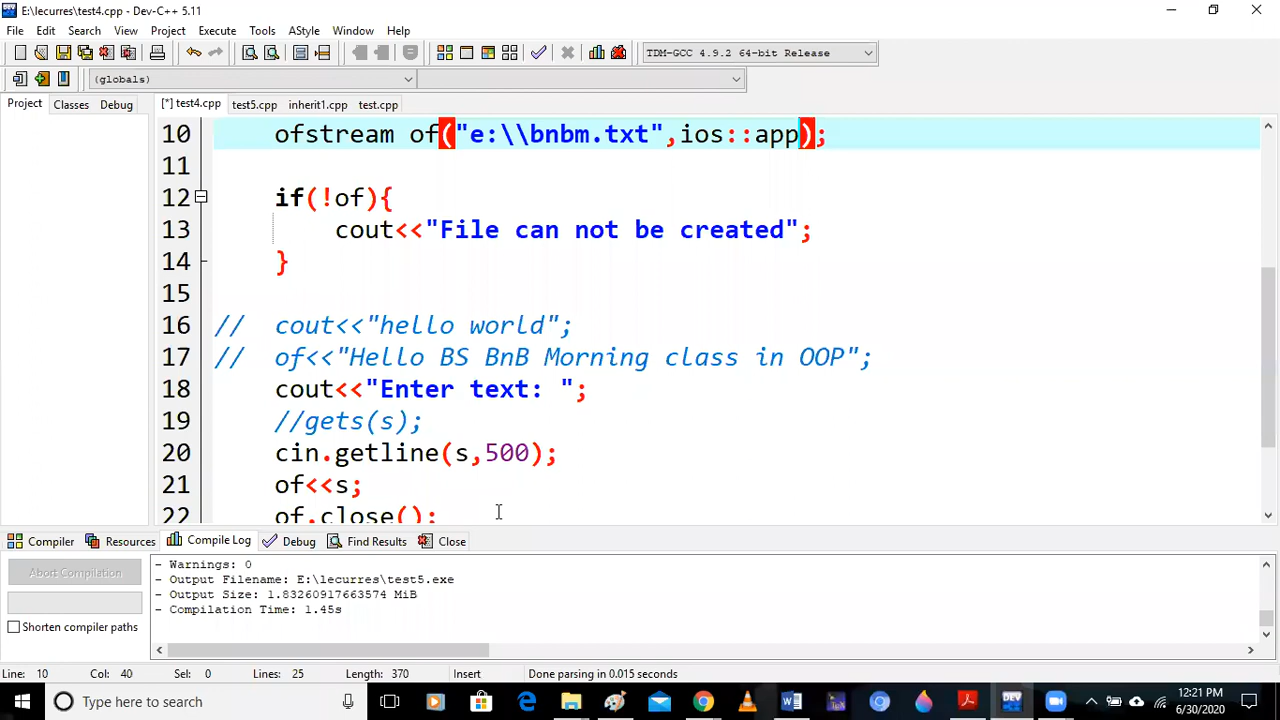 E:\lecurres\test4.cpp - Dev-C++ 5.11
File Edit Search View Project Execute Tools AStyle Window Help
TDM-GCC 4.9.2 64-bit Release
(globals)
Project Classes Debug [*] test4.cpp test5.cpp inherit1.cpp test.cpp
10 ofstream of("e:\\bnbm.txt",ios::app);
11
12 if(!of){
13 cout<<"File can not be created";
14 }
15
16 // cout<<"hello world";
17 // of<<"Hello BS BnB Morning class in OOP";
18 cout<<"Enter text: ";
19 //gets(s);
20 cin.getline(s,500);
21 of<<s;
22 of.close();
Compiler Resources Compile Log Debug Find Results Close
Abort Compilation
Shorten compiler paths
- Warnings: 0
- Output Filename: E:\lecurres\test5.exe
- Output Size: 1.83260917663574 MiB
- Compilation Time: 1.45s
Line: 10 Col: 40 Sel: 0 Lines: 25 Length: 370 Insert Done parsing in 0.015 seconds
Type here to search
DEV
12:21 PM
6/30/2020